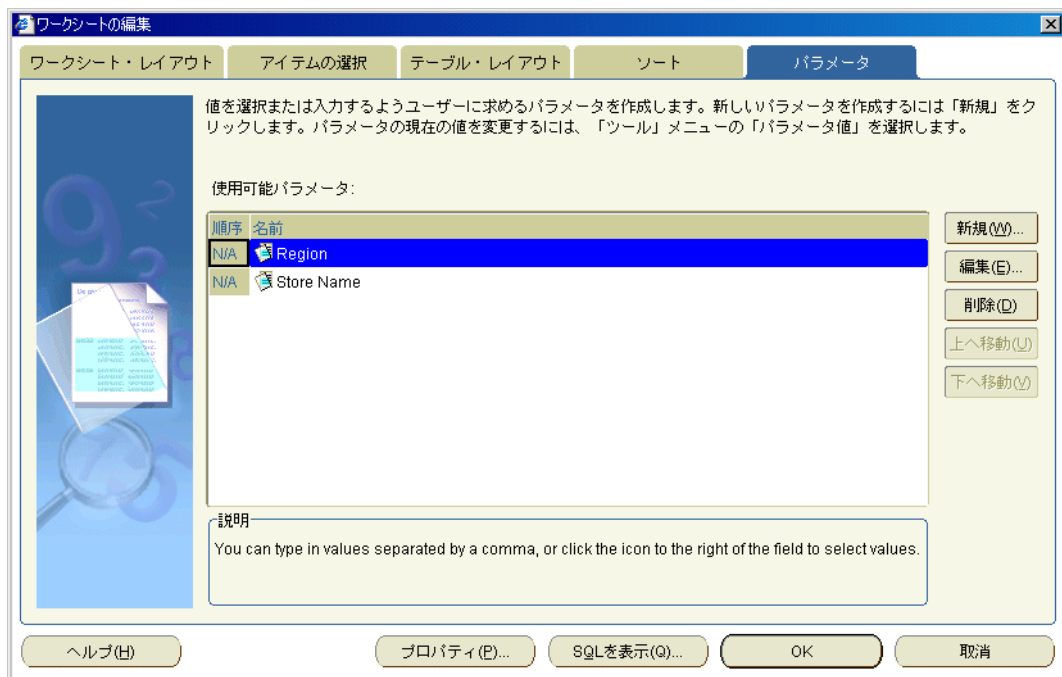 ワークシートの編集
ワークシート・レイアウト
アイテムの選択
テーブル・レイアウト
ソート
パラメータ
値を選択または入力するようユーザーに求めるパラメータを作成します。新しいパラメータを作成するには「新規」をク
リックします。パラメータの現在の値を変更するには、「ツール」メニューの「パラメータ値」を選択します。
使用可能パラメータ:
順序 名前
N/A Region
N/A Store Name
新規(W)...
編集(E)...
削除(D)
上へ移動(U)
下へ移動(V)
説明
You can type in values separated by a comma, or click the icon to the right of the field to select values.
ヘルプ(H)
プロパティ(P)...
SQLを表示(Q)...
OK
取消